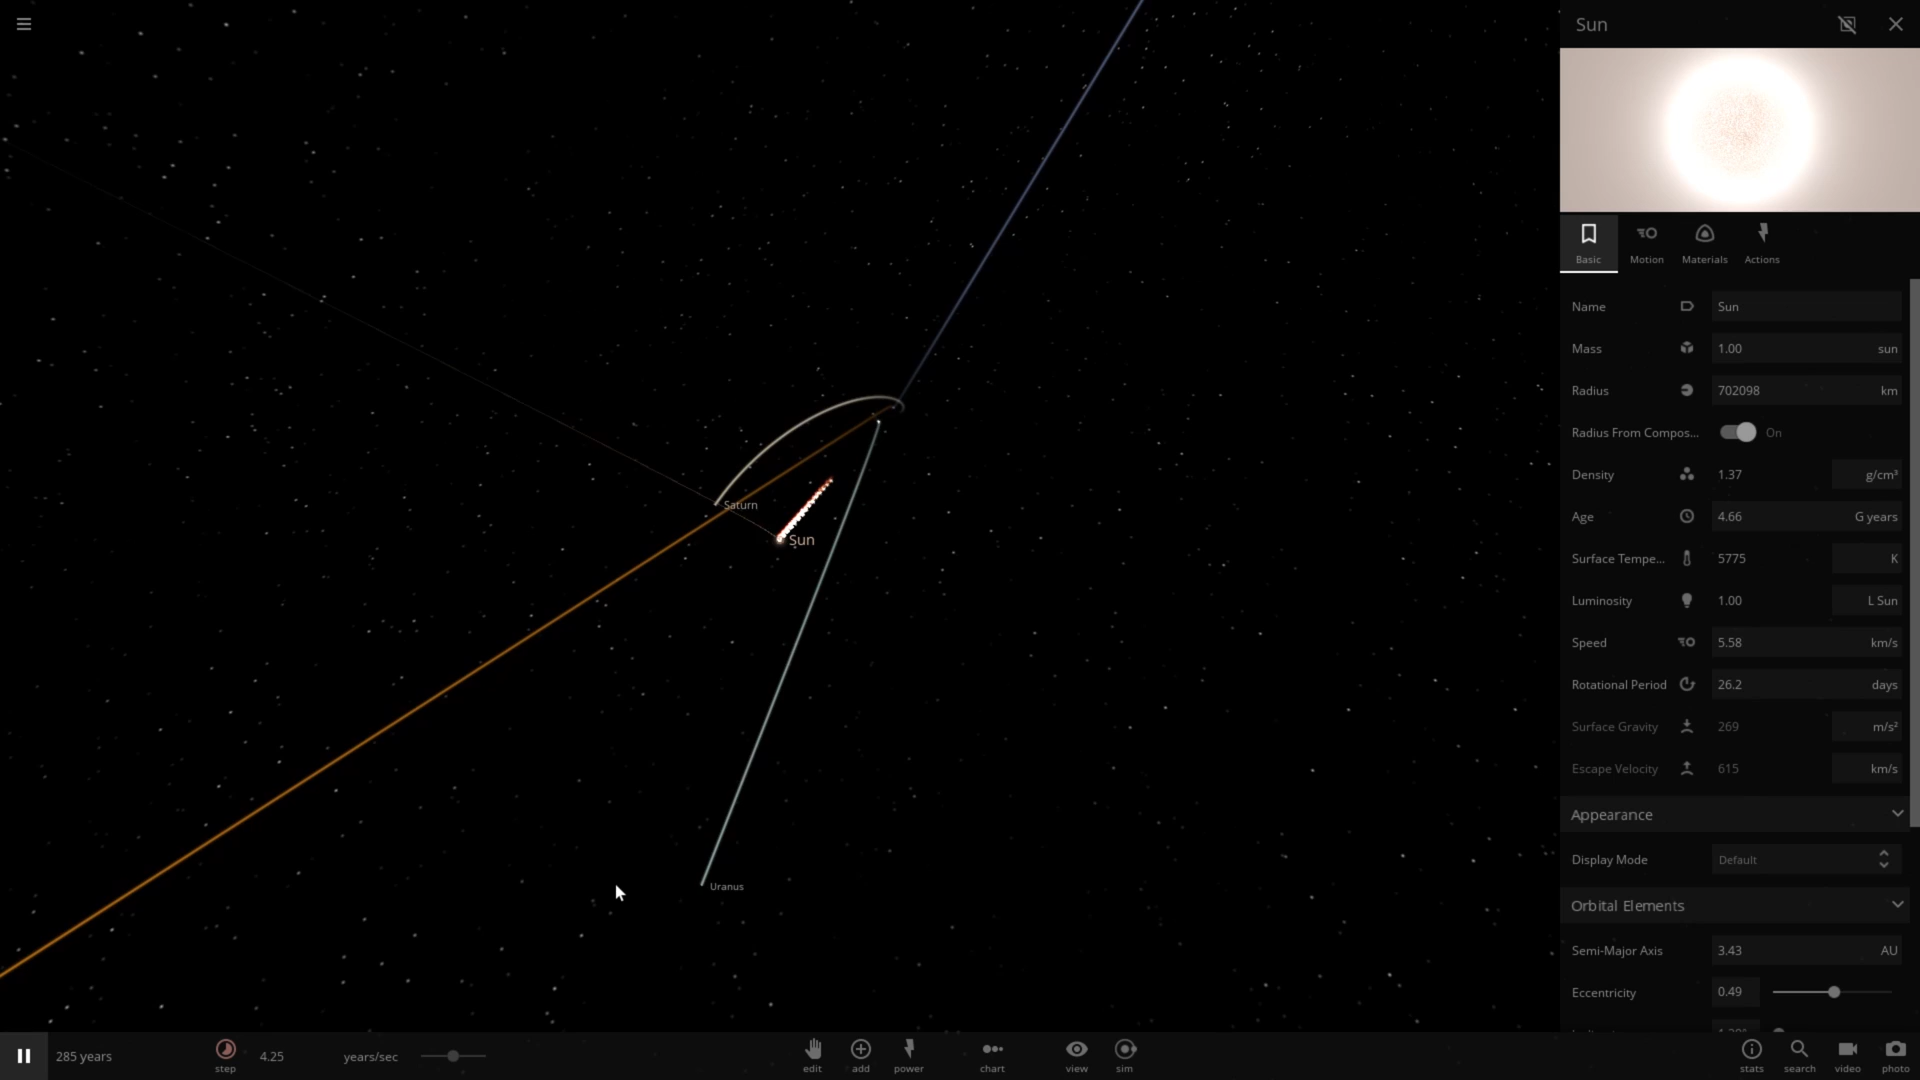 Sun
Basic
Motion
Materials
Actions
Name Sun
Mass 1.00 sun
Radius 702098 km
Radius From Compos... On
Density 1.37 g/cm³
Age 4.66 G years
Surface Tempe... 5775 K
Luminosity 1.00 L Sun
Speed 5.58 km/s
Rotational Period 26.2 days
Surface Gravity 269 m/s²
Escape Velocity 615 km/s
Appearance
Display Mode Default
Orbital Elements
Semi-Major Axis 3.43 AU
Eccentricity 0.49
Saturn
Sun
Uranus
285 years
step
4.25 years/sec
edit
add
power
chart
view
sim
stats
search
video
photo